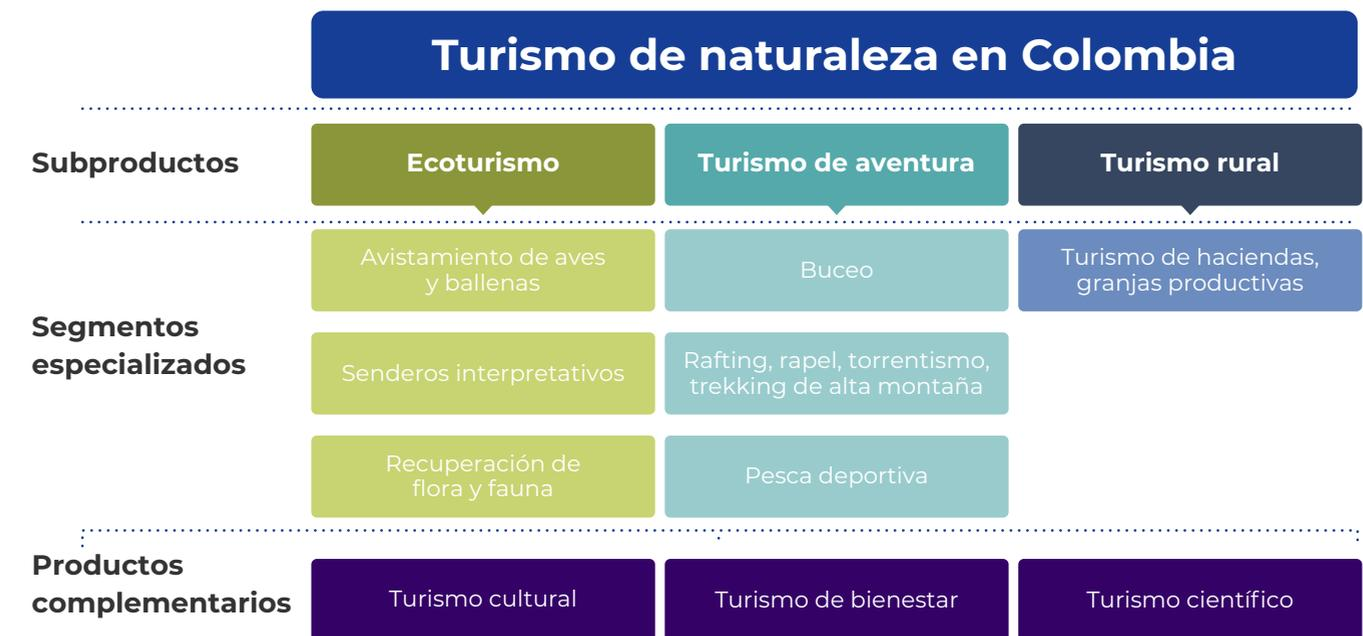 Turismo de naturaleza en Colombia
Subproductos
Ecoturismo
Turismo de aventura
Turismo rural
Segmentos
especializados
Avistamiento de aves
y ballenas
Buceo
Turismo de haciendas,
granjas productivas
Senderos interpretativos
Rafting, rapel, torrentismo,
trekking de alta montaña
Recuperación de
flora y fauna
Pesca deportiva
Productos
complementarios
Turismo cultural
Turismo de bienestar
Turismo científico